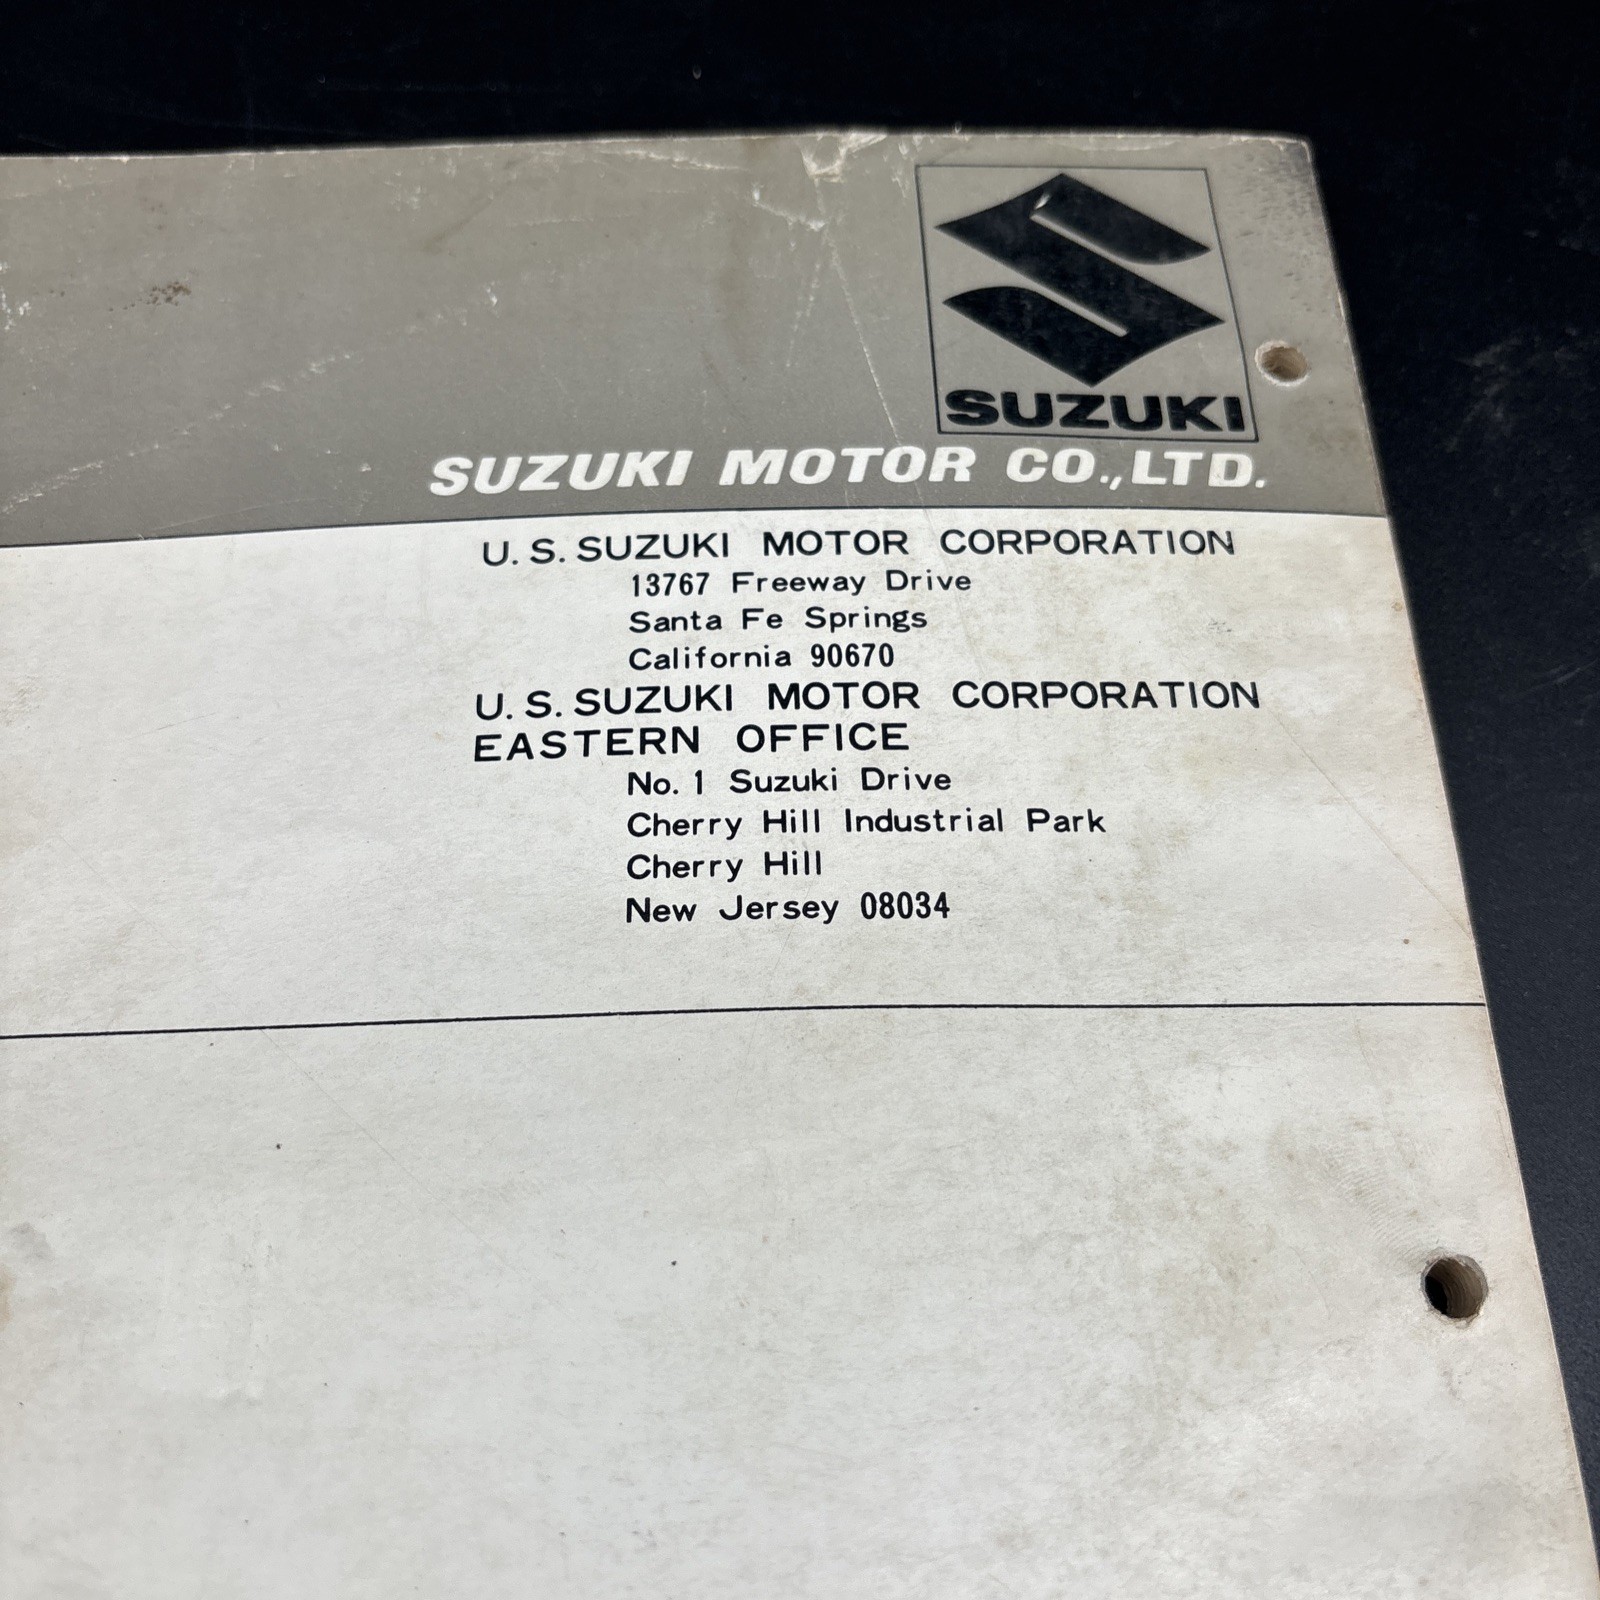 SUZUKI
SUZUKI MOTOR CO.,LTD.
U. S. SUZUKI MOTOR CORPORATION
13767 Freeway Drive
Santa Fe Springs
California 90670
U. S. SUZUKI MOTOR CORPORATION
EASTERN OFFICE
No. 1 Suzuki Drive
Cherry Hill Industrial Park
Cherry Hill
New Jersey 08034